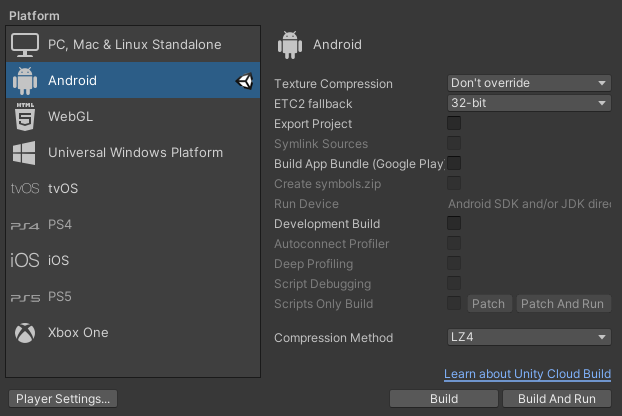 Platform
PC, Mac & Linux Standalone
Android
HTML
5
WebGL
Universal Windows Platform
tvOS tvOS
PS4 PS4
iOS iOS
PS5 PS5
Xbox One
Player Settings...
Android
Texture Compression Don't override
ETC2 fallback 32-bit
Export Project
Symlink Sources
Build App Bundle (Google Play)
Create symbols.zip
Run Device Android SDK and/or JDK dire
Development Build
Autoconnect Profiler
Deep Profiling
Script Debugging
Scripts Only Build Patch Patch And Run
Compression Method LZ4
Learn about Unity Cloud Build
Build Build And Run